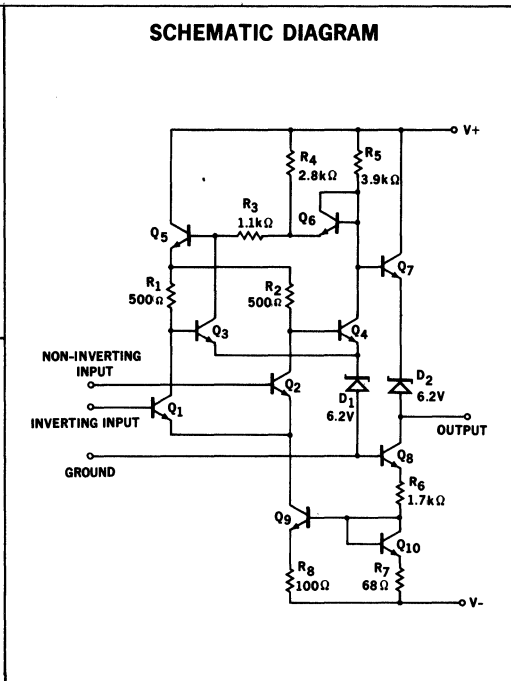 SCHEMATIC DIAGRAM
V+
R4
2.8kΩ
R5
3.9kΩ
R3
1.1kΩ
Q6
Q5
Q7
R1
500Ω
R2
500Ω
Q3
Q4
NON-INVERTING
INPUT
Q2
D1
6.2V
D2
6.2V
Q1
INVERTING INPUT
OUTPUT
GROUND
Q8
R6
1.7kΩ
Q9
Q10
R8
100Ω
R7
68Ω
V-